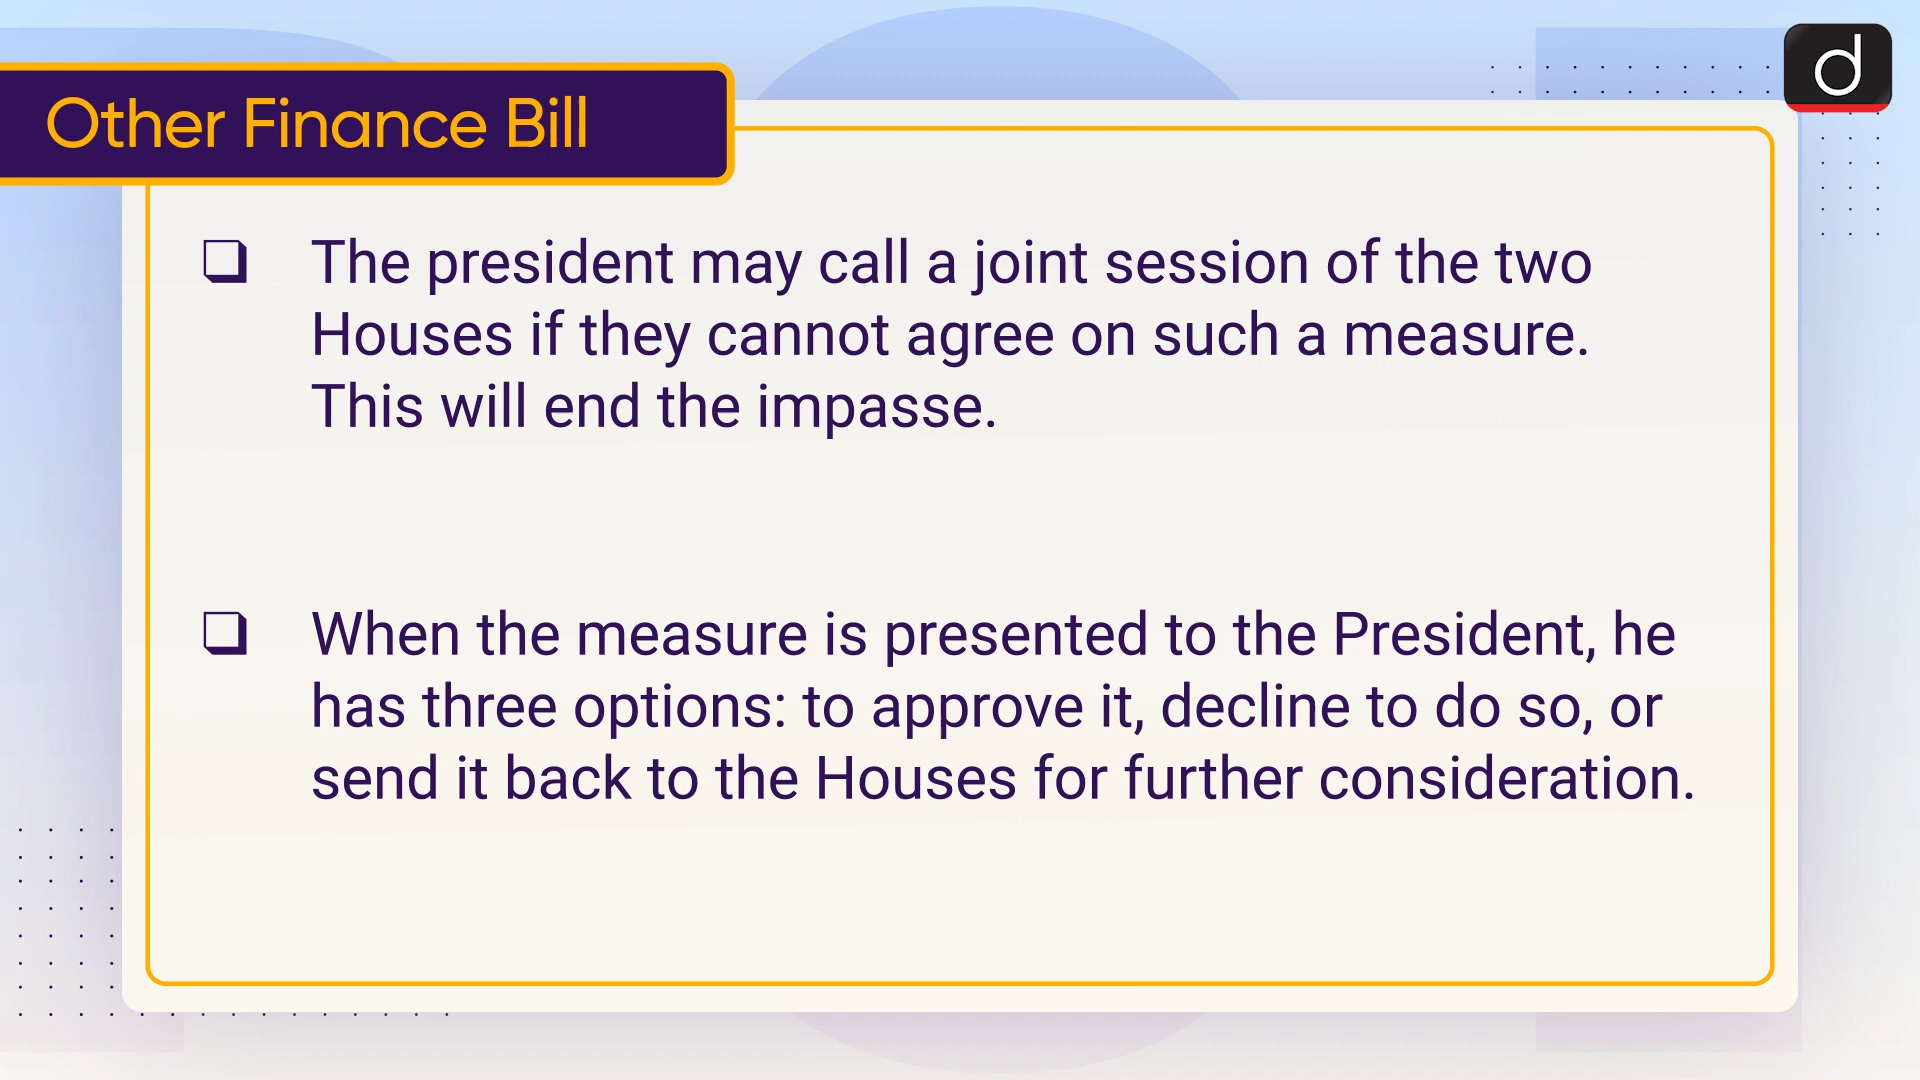 Other Finance Bill
d
❑ The president may call a joint session of the two
Houses if they cannot agree on such a measure.
This will end the impasse.
❑ When the measure is presented to the President, he
has three options: to approve it, decline to do so, or
send it back to the Houses for further consideration.